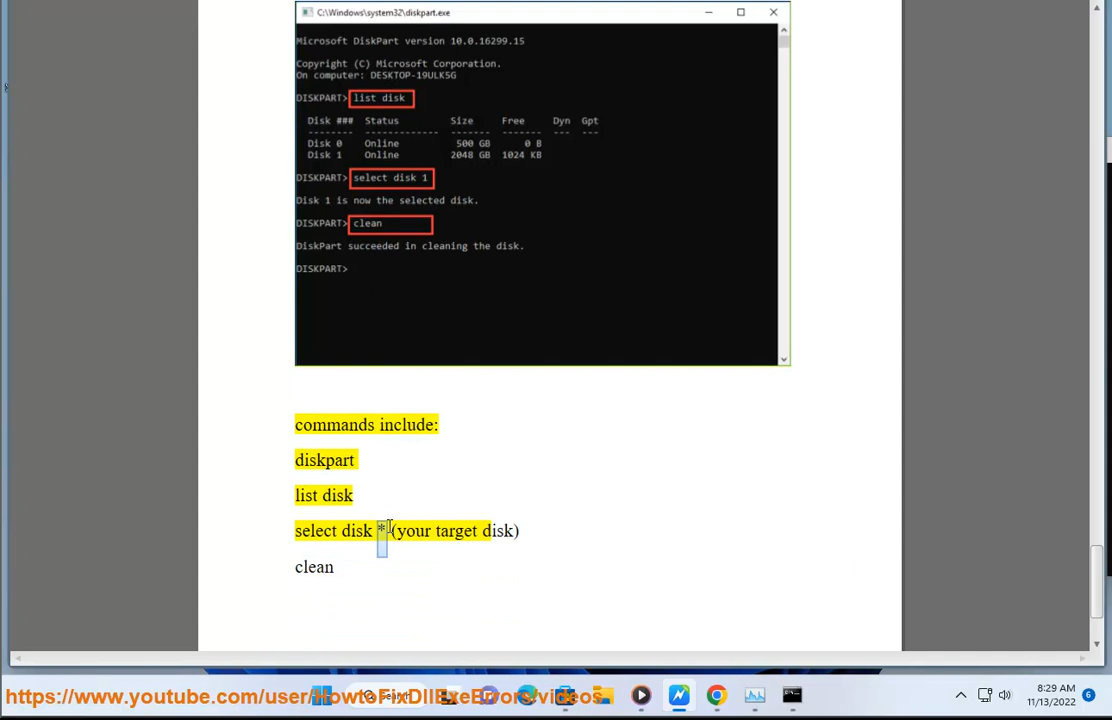 C:\Windows\system32\diskpart.exe
Microsoft DiskPart version 10.0.16299.15
Copyright (C) Microsoft Corporation.
On computer: DESKTOP-19ULK5G
DISKPART> list disk
Disk ### Status Size Free Dyn Gpt
-------- ------------- ------- ------- --- ---
Disk 0 Online 500 GB 0 B
Disk 1 Online 2048 GB 1024 KB
DISKPART> select disk 1
Disk 1 is now the selected disk.
DISKPART> clean
DiskPart succeeded in cleaning the disk.
DISKPART>
commands include:
diskpart
list disk
select disk * (your target disk)
clean
https://www.youtube.com/user/HowtoFixDllExeErrors/videos
8:29 AM
11/13/2022
6